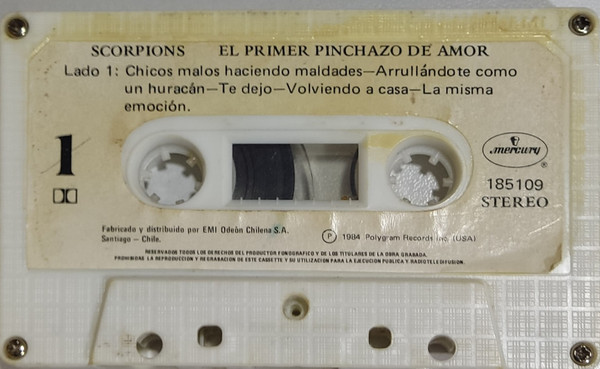 SCORPIONS EL PRIMER PINCHAZO DE AMOR
Lado 1: Chicos malos haciendo maldades—Arrullándote como
un huracán—Te dejo—Volviendo a casa—La misma
emoción.
1
mercury
®
185109
STEREO
Fabricado y distribuido por EMI Odeón Chilena S.A.
Santiago – Chile.
Ⓟ 1984 Polygram Records Inc. (USA)
RESERVADOS TODOS LOS DERECHOS DEL PRODUCTOR FONOGRAFICO Y DE LOS TITULARES DE LA OBRA GRABADA.
PROHIBIDE LA REPRODUCCION Y REGRABACION DE ESTE CASSETTE Y SU UTILIZACION PARA LA EJECUCION PUBLICA Y RADIOTELEDIFUSION.